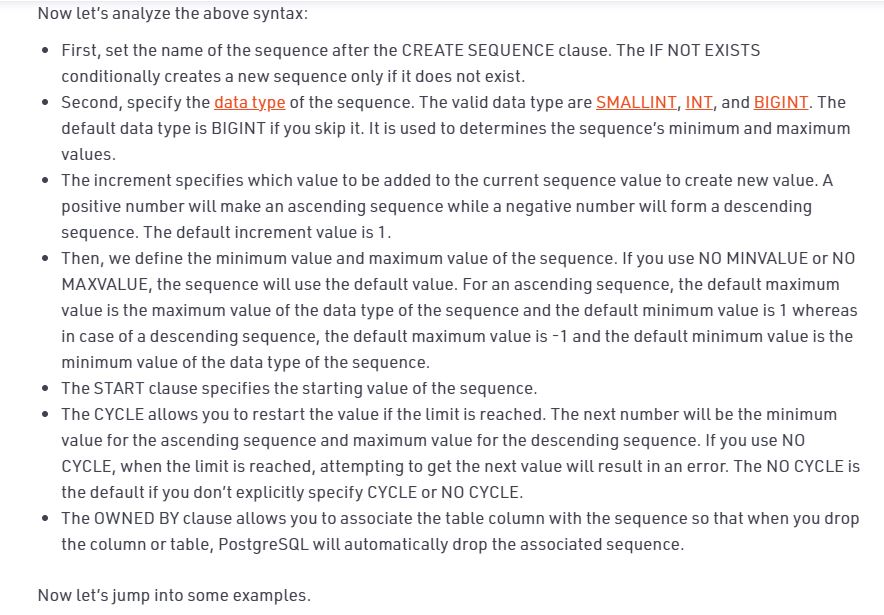 Now let's analyze the above syntax:
• First, set the name of the sequence after the CREATE SEQUENCE clause. The IF NOT EXISTS
conditionally creates a new sequence only if it does not exist.
• Second, specify the data type of the sequence. The valid data type are SMALLINT, INT, and BIGINT. The
default data type is BIGINT if you skip it. It is used to determines the sequence's minimum and maximum
values.
• The increment specifies which value to be added to the current sequence value to create new value. A
positive number will make an ascending sequence while a negative number will form a descending
sequence. The default increment value is 1.
• Then, we define the minimum value and maximum value of the sequence. If you use NO MINVALUE or NO
MAXVALUE, the sequence will use the default value. For an ascending sequence, the default maximum
value is the maximum value of the data type of the sequence and the default minimum value is 1 whereas
in case of a descending sequence, the default maximum value is -1 and the default minimum value is the
minimum value of the data type of the sequence.
• The START clause specifies the starting value of the sequence.
• The CYCLE allows you to restart the value if the limit is reached. The next number will be the minimum
value for the ascending sequence and maximum value for the descending sequence. If you use NO
CYCLE, when the limit is reached, attempting to get the next value will result in an error. The NO CYCLE is
the default if you don't explicitly specify CYCLE or NO CYCLE.
• The OWNED BY clause allows you to associate the table column with the sequence so that when you drop
the column or table, PostgreSQL will automatically drop the associated sequence.
Now let's jump into some examples.